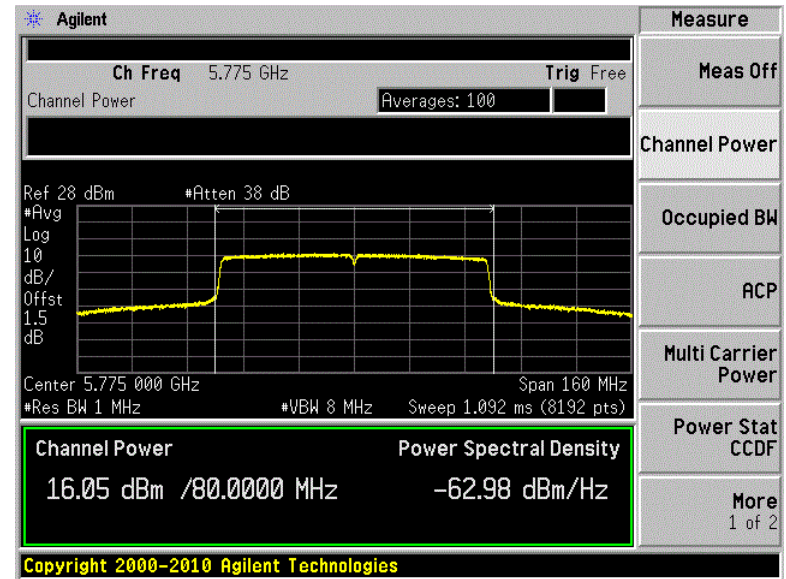 Agilent
Measure
Ch Freq 5.775 GHz Trig Free
Channel Power Averages: 100
Ref 28 dBm #Atten 38 dB
#Avg
Log
10
dB/
Offst
1.5
dB
Center 5.775 000 GHz Span 160 MHz
#Res BW 1 MHz #VBW 8 MHz Sweep 1.092 ms (8192 pts)
Channel Power Power Spectral Density
16.05 dBm /80.0000 MHz -62.98 dBm/Hz
Copyright 2000-2010 Agilent Technologies
Meas Off
Channel Power
Occupied BW
ACP
Multi Carrier
Power
Power Stat
CCDF
More
1 of 2